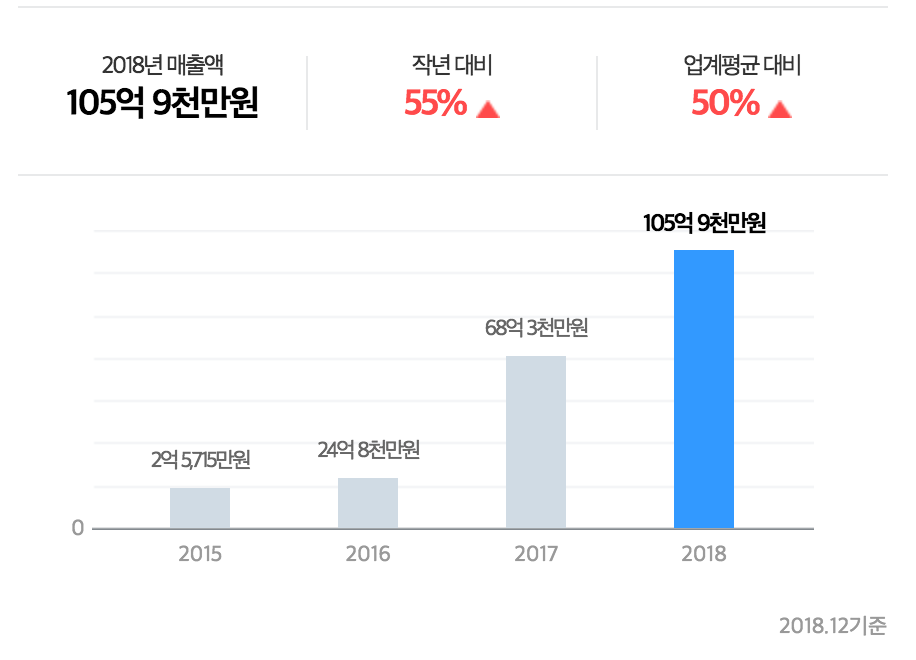 2018년 매출액
105억 9천만원
작년 대비
55% ▲
업계평균 대비
50% ▲
105억 9천만원
68억 3천만원
24억 8천만원
2억 5,715만원
0
2015 2016 2017 2018
2018.12기준